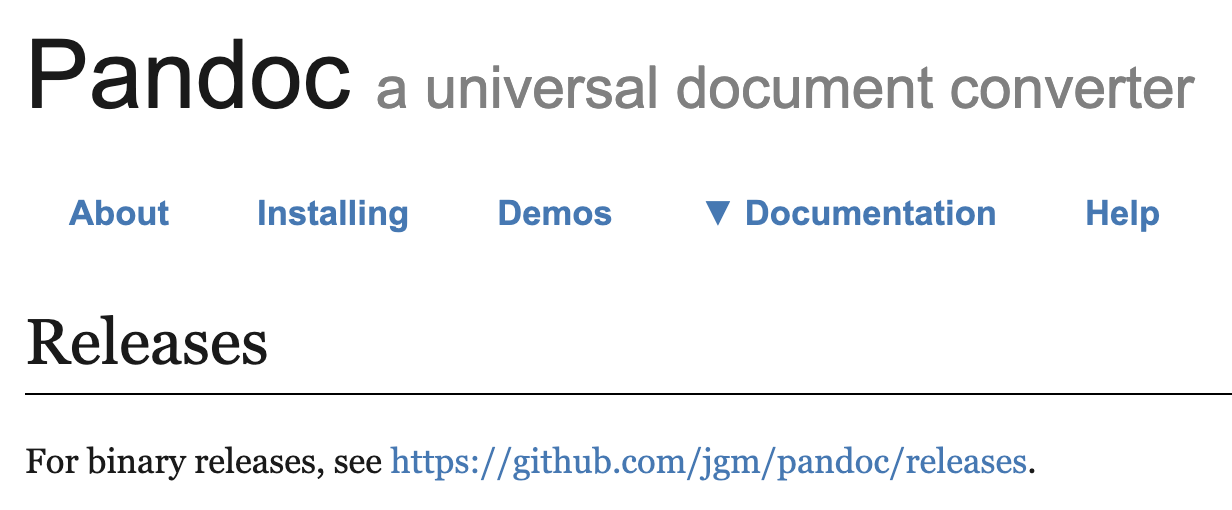 Pandoc a universal document converter
About Installing Demos ▼ Documentation Help
Releases
For binary releases, see https://github.com/jgm/pandoc/releases.